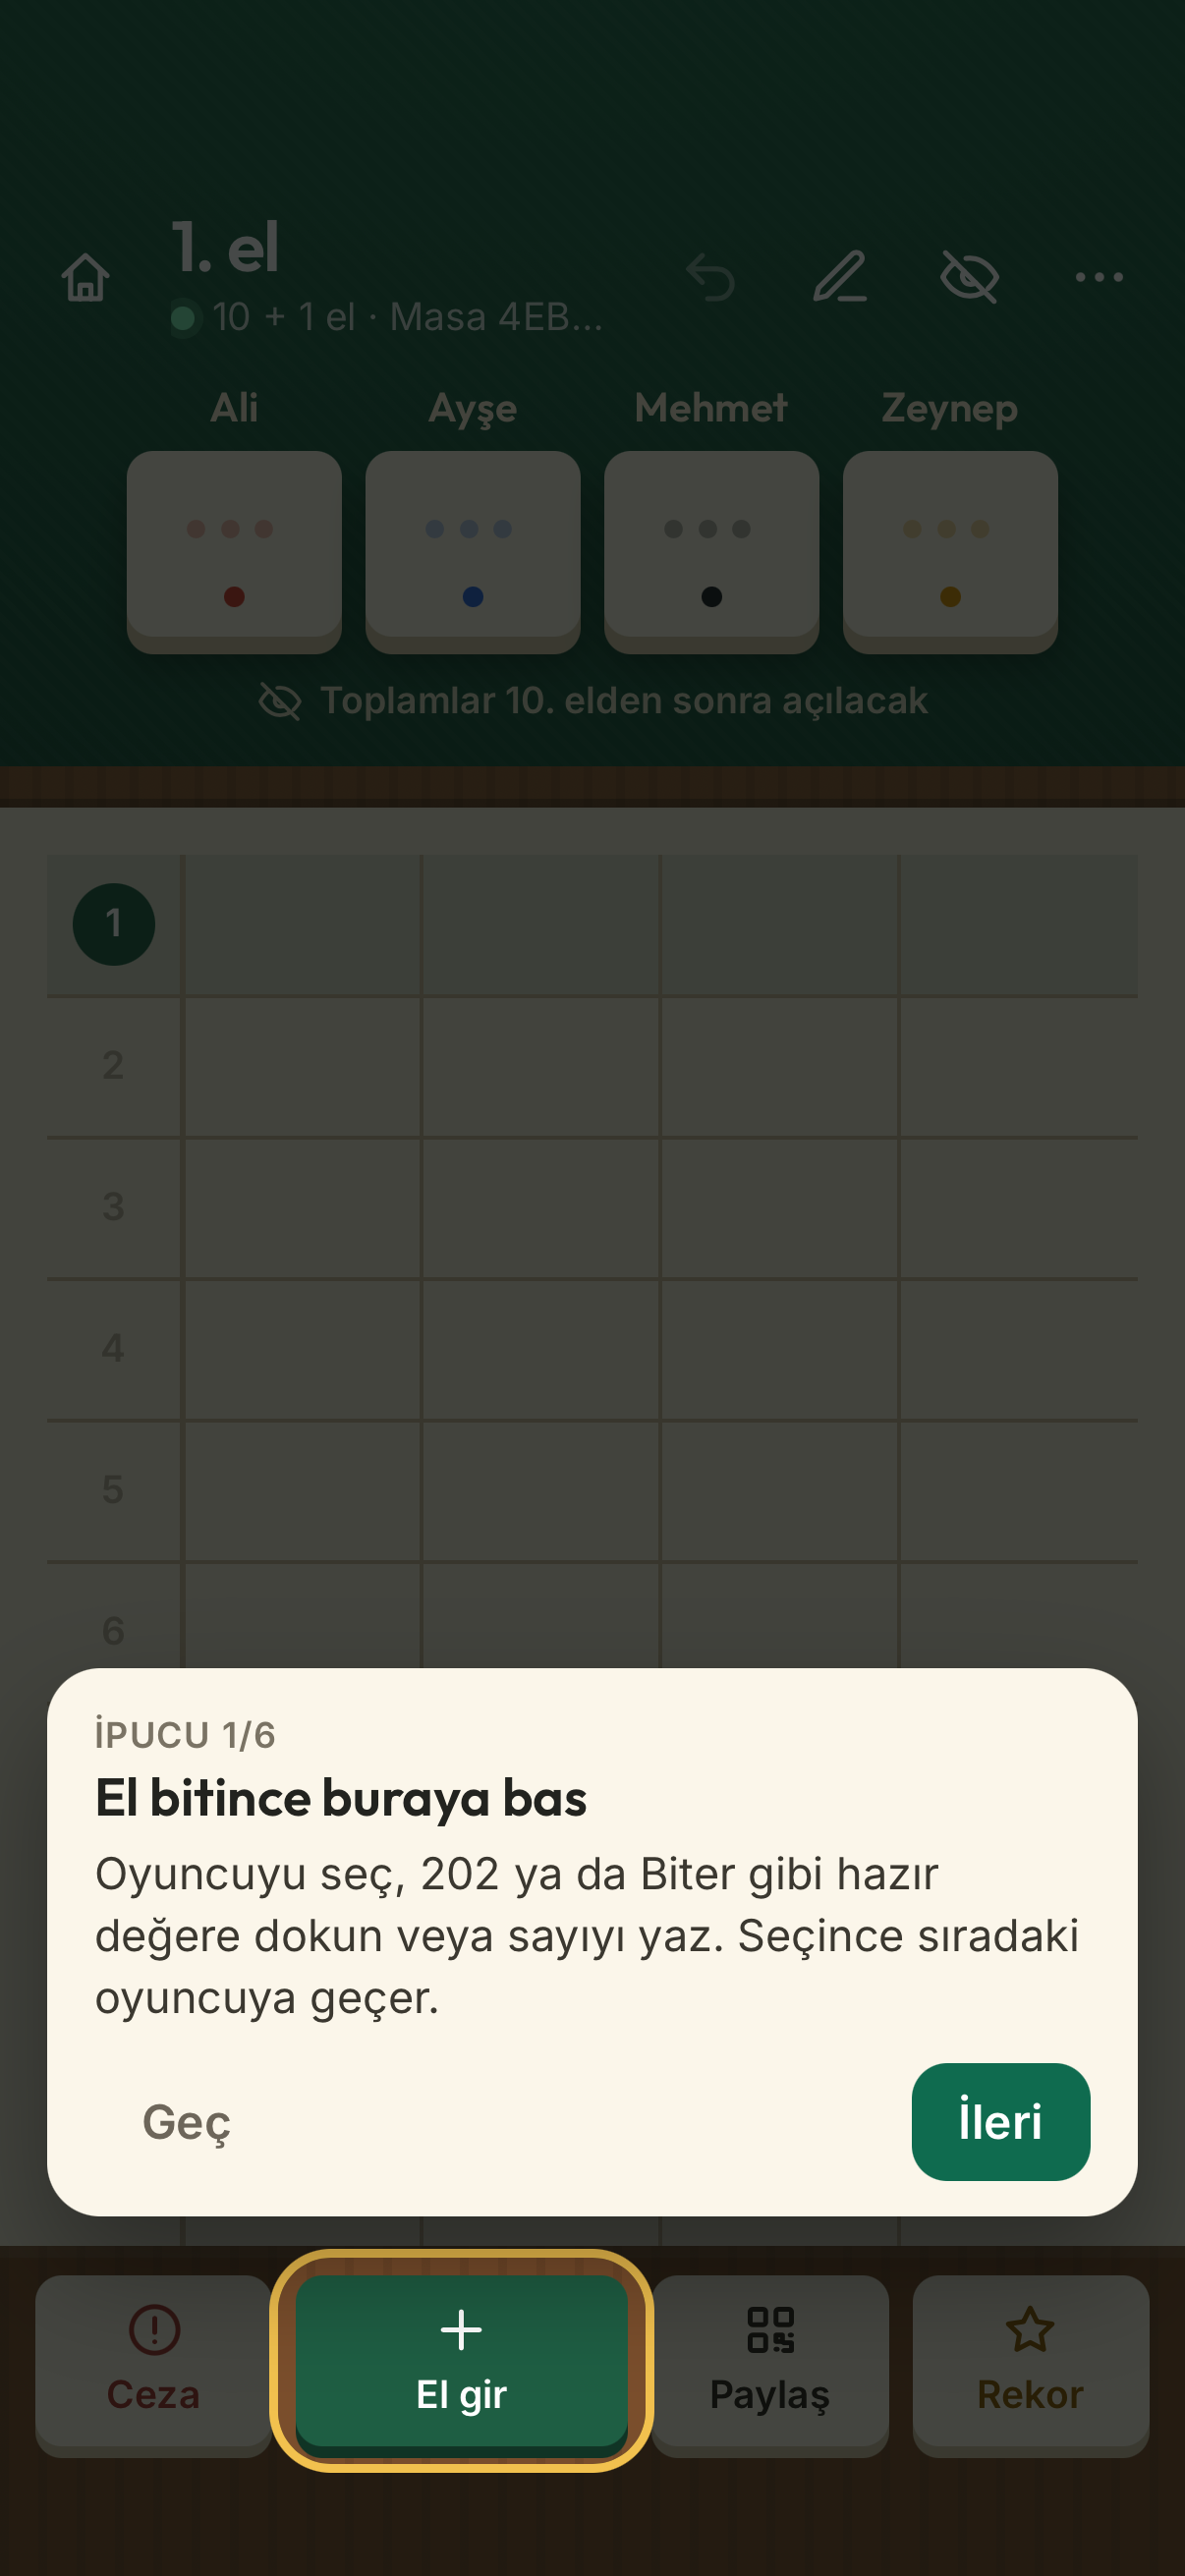 1. el
10 + 1 el · Masa 4EB...
Ali Ayşe Mehmet Zeynep
Toplamlar 10. elden sonra açılacak
1
2
3
4
5
6
İPUCU 1/6
El bitince buraya bas
Oyuncuyu seç, 202 ya da Biter gibi hazır
değere dokun veya sayıyı yaz. Seçince sıradaki
oyuncuya geçer.
Geç İleri
Ceza El gir Paylaş Rekor